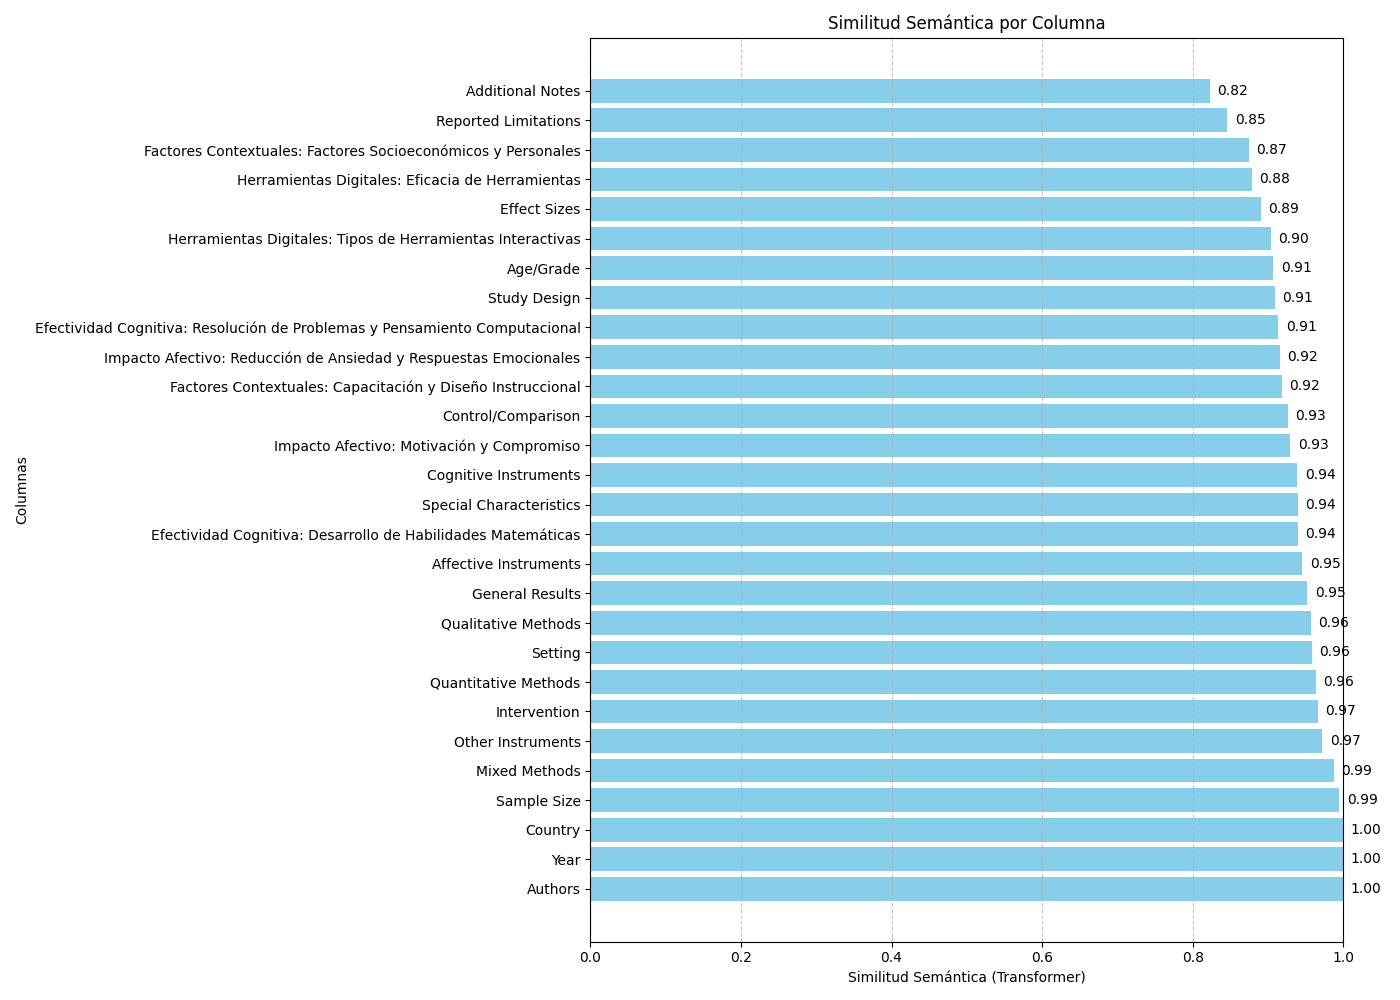 Similitud Semántica por Columna
Additional Notes 0.82
Reported Limitations 0.85
Factores Contextuales: Factores Socioeconómicos y Personales 0.87
Herramientas Digitales: Eficacia de Herramientas 0.88
Effect Sizes 0.89
Herramientas Digitales: Tipos de Herramientas Interactivas 0.90
Age/Grade 0.91
Study Design 0.91
Efectividad Cognitiva: Resolución de Problemas y Pensamiento Computacional 0.91
Impacto Afectivo: Reducción de Ansiedad y Respuestas Emocionales 0.92
Factores Contextuales: Capacitación y Diseño Instruccional 0.92
Control/Comparison 0.93
Impacto Afectivo: Motivación y Compromiso 0.93
Cognitive Instruments 0.94
Special Characteristics 0.94
Efectividad Cognitiva: Desarrollo de Habilidades Matemáticas 0.94
Affective Instruments 0.95
General Results 0.95
Qualitative Methods 0.96
Setting 0.96
Quantitative Methods 0.96
Intervention 0.97
Other Instruments 0.97
Mixed Methods 0.99
Sample Size 0.99
Country 1.00
Year 1.00
Authors 1.00
Columnas
0.0 0.2 0.4 0.6 0.8 1.0
Similitud Semántica (Transformer)